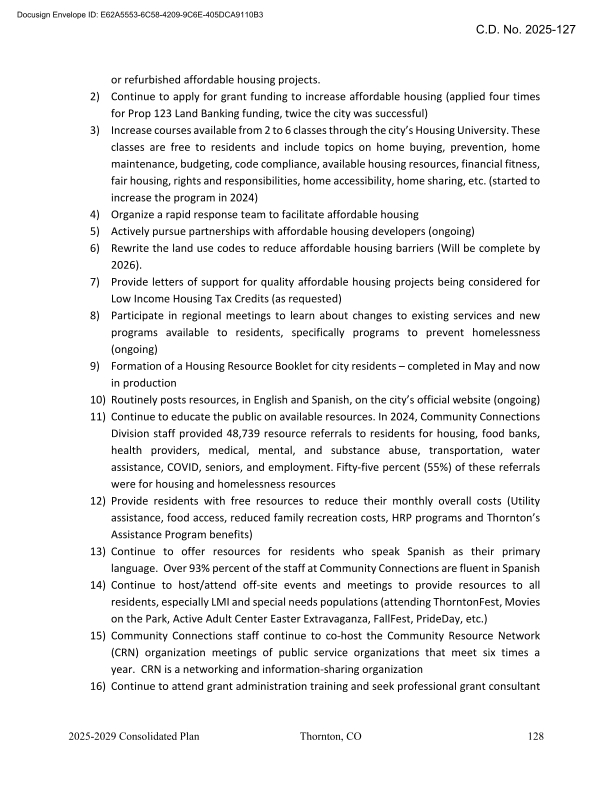 Docusign Envelope ID: E62A5553-6C58-4209-9C6E-405DCA9110B3
C.D. No. 2025-127
or refurbished affordable housing projects.
2) Continue to apply for grant funding to increase affordable housing (applied four times
for Prop 123 Land Banking funding, twice the city was successful)
3) Increase courses available from 2 to 6 classes through the city's Housing University. These
classes are free to residents and include topics on home buying, prevention, home
maintenance, budgeting, code compliance, available housing resources, financial fitness,
fair housing, rights and responsibilities, home accessibility, home sharing, etc. (started to
increase the program in 2024)
4) Organize a rapid response team to facilitate affordable housing
5) Actively pursue partnerships with affordable housing developers (ongoing)
6) Rewrite the land use codes to reduce affordable housing barriers (Will be complete by
2026).
7) Provide letters of support for quality affordable housing projects being considered for
Low Income Housing Tax Credits (as requested)
8) Participate in regional meetings to learn about changes to existing services and new
programs available to residents, specifically programs to prevent homelessness
(ongoing)
9) Formation of a Housing Resource Booklet for city residents – completed in May and now
in production
10) Routinely posts resources, in English and Spanish, on the city's official website (ongoing)
11) Continue to educate the public on available resources. In 2024, Community Connections
Division staff provided 48,739 resource referrals to residents for housing, food banks,
health providers, medical, mental, and substance abuse, transportation, water
assistance, COVID, seniors, and employment. Fifty-five percent (55%) of these referrals
were for housing and homelessness resources
12) Provide residents with free resources to reduce their monthly overall costs (Utility
assistance, food access, reduced family recreation costs, HRP programs and Thornton's
Assistance Program benefits)
13) Continue to offer resources for residents who speak Spanish as their primary
language. Over 93% percent of the staff at Community Connections are fluent in Spanish
14) Continue to host/attend off-site events and meetings to provide resources to all
residents, especially LMI and special needs populations (attending ThorntonFest, Movies
on the Park, Active Adult Center Easter Extravaganza, FallFest, PrideDay, etc.)
15) Community Connections staff continue to co-host the Community Resource Network
(CRN) organization meetings of public service organizations that meet six times a
year. CRN is a networking and information-sharing organization
16) Continue to attend grant administration training and seek professional grant consultant
2025-2029 Consolidated Plan Thornton, CO 128